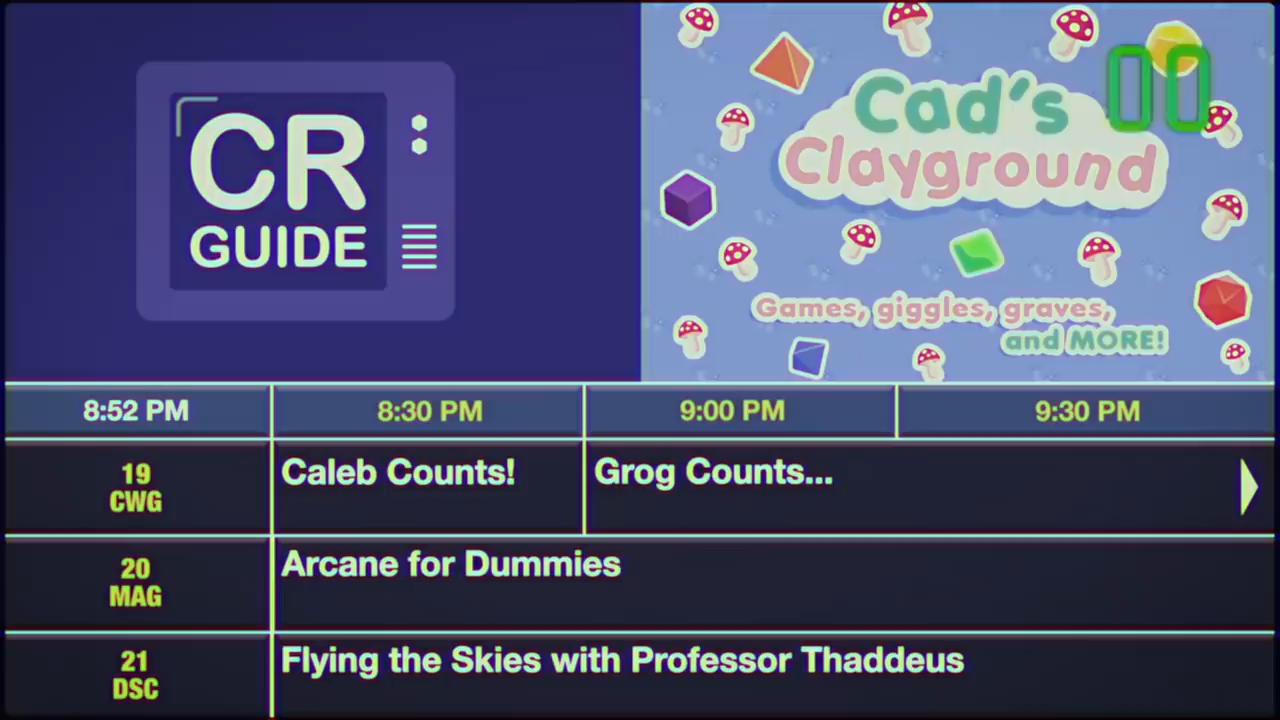 CR
GUIDE
00
Cad's
Clayground
Games, giggles, graves,
and MORE!
8:52 PM
8:30 PM
9:00 PM
9:30 PM
19
CWG
Caleb Counts!
Grog Counts...
20
MAG
Arcane for Dummies
21
DSC
Flying the Skies with Professor Thaddeus